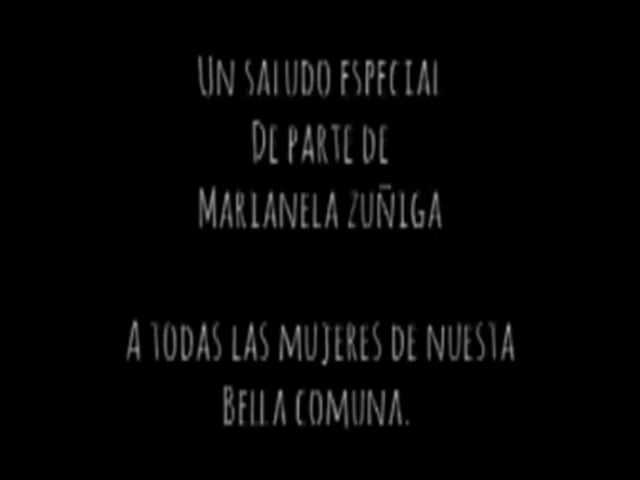 Un saludo especial
De parte de
Marianela zuñiga
A todas las mujeres de nuesta
Bella comuna.